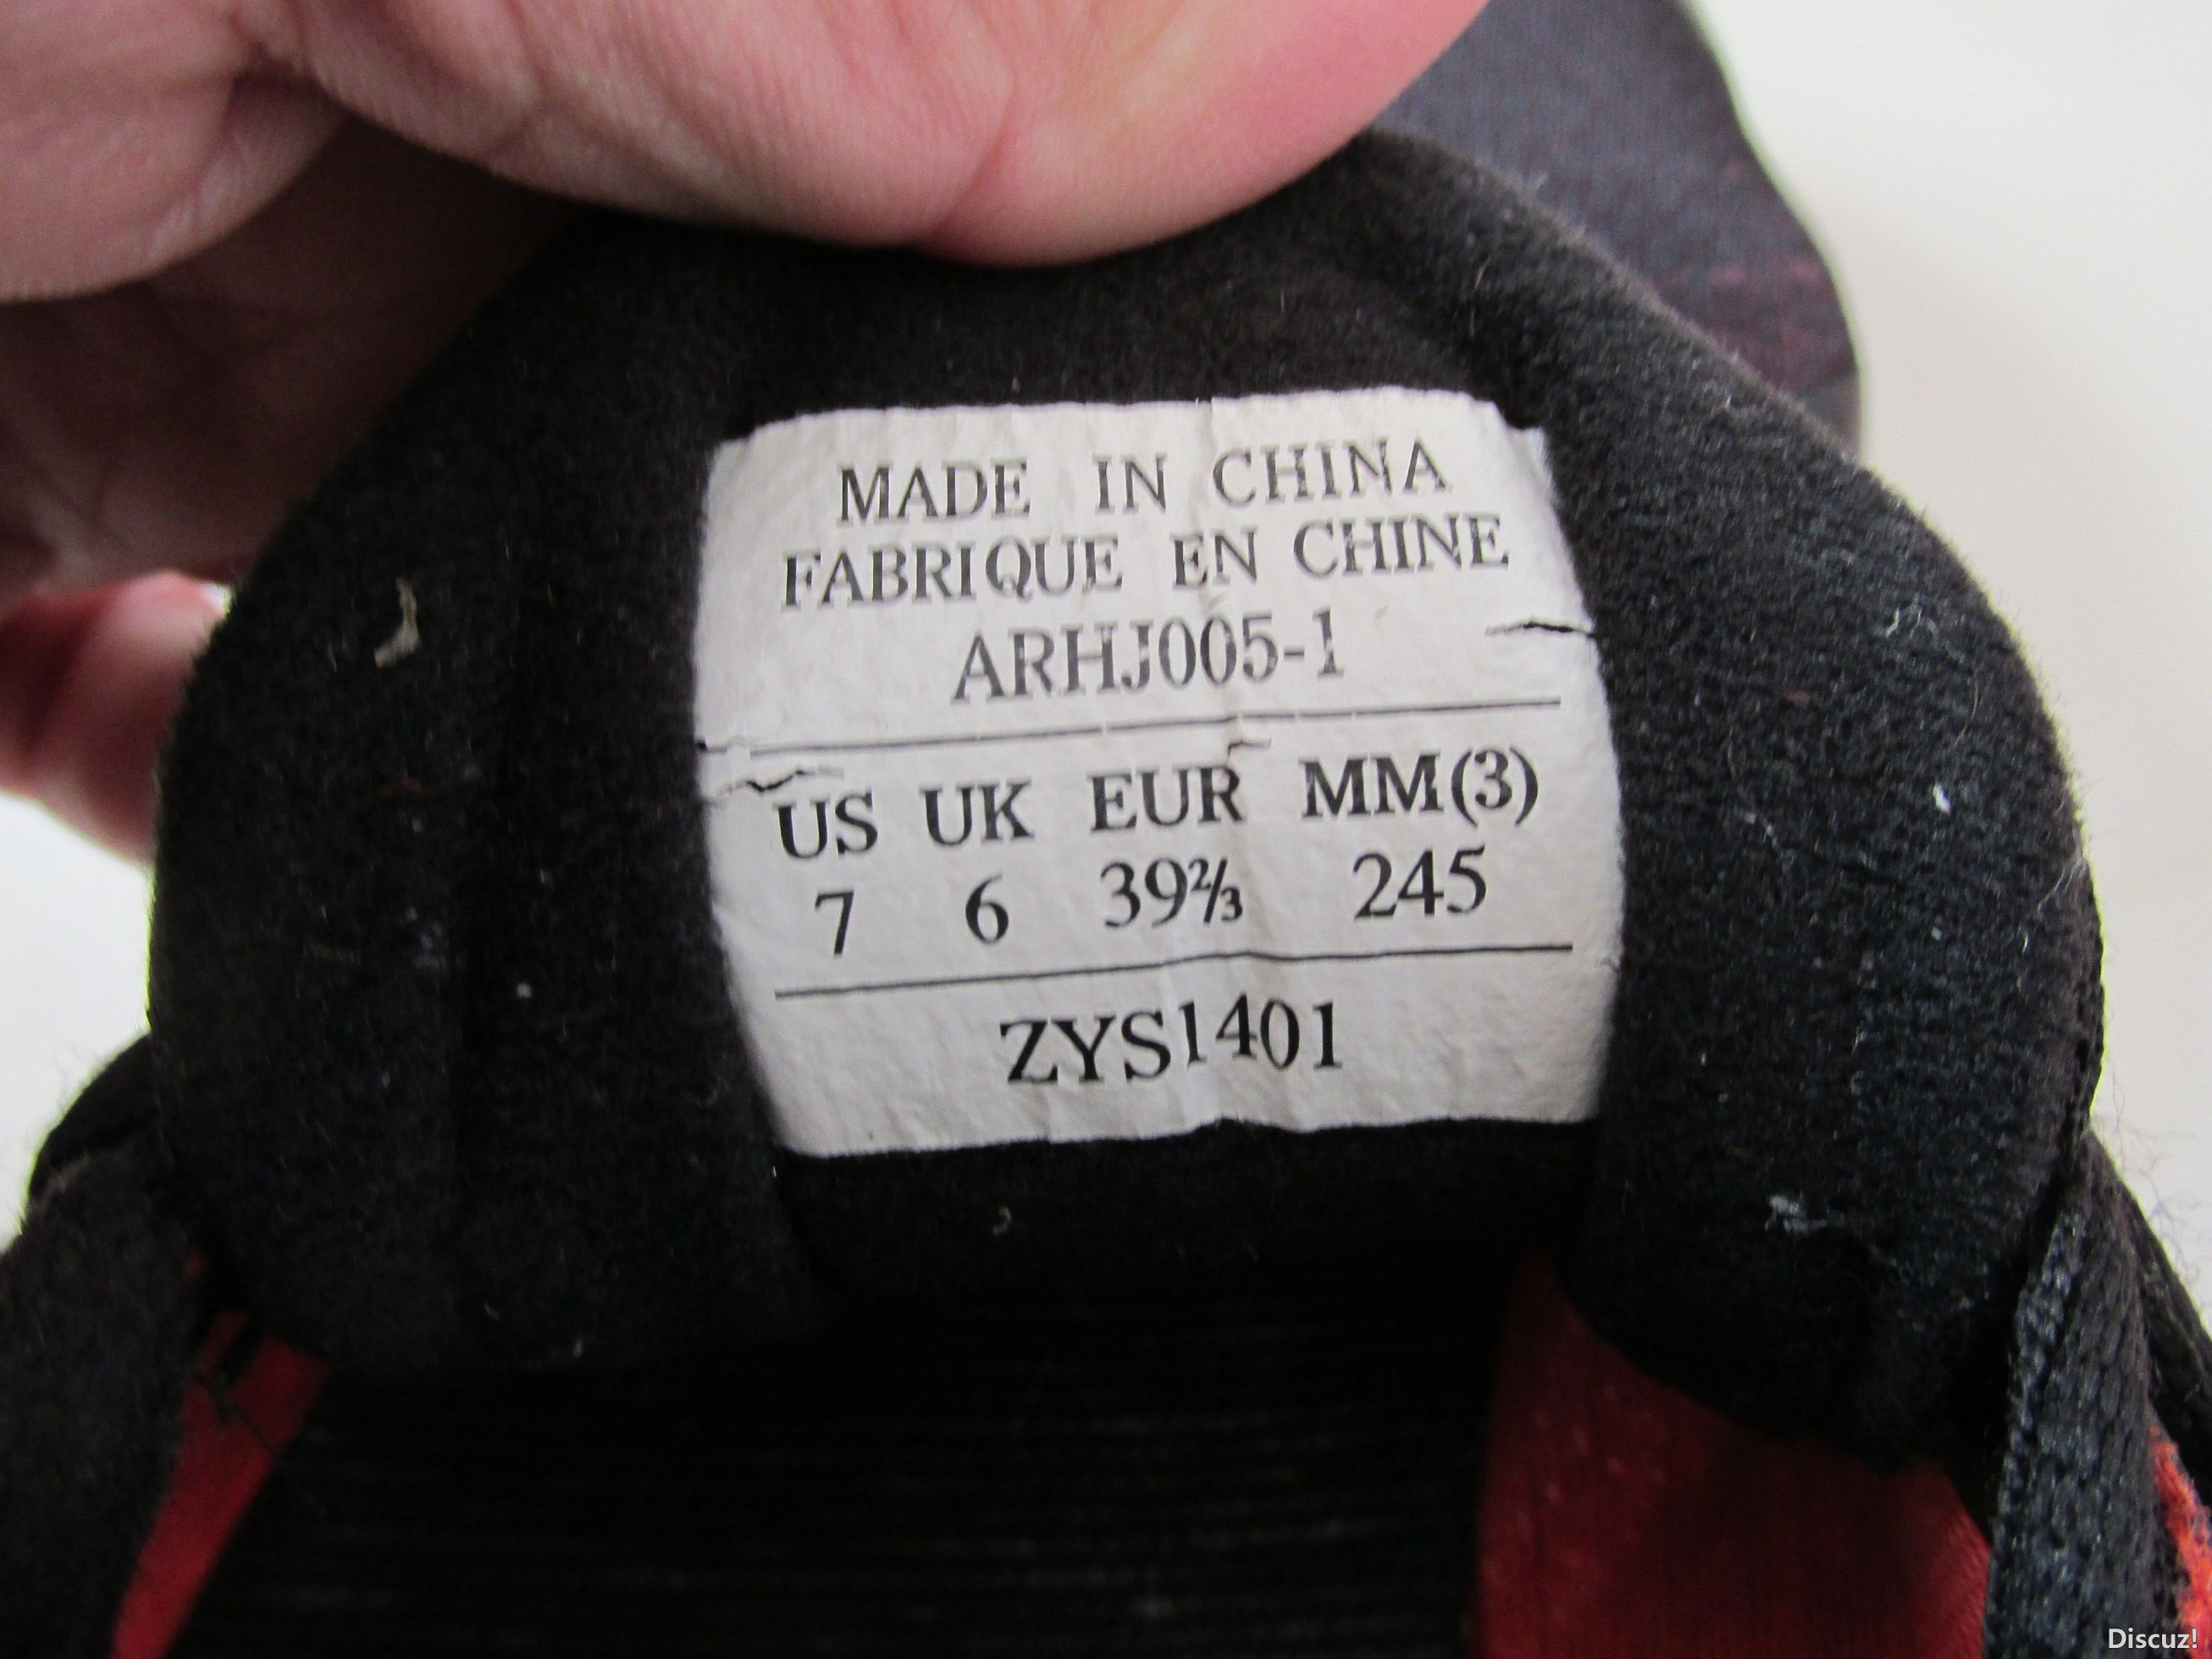 MADE IN CHINA
FABRIQUE EN CHINE
ARHJ005-1
US UK EUR MM(3)
7 6 39⅔ 245
ZYS1401
Discuz!